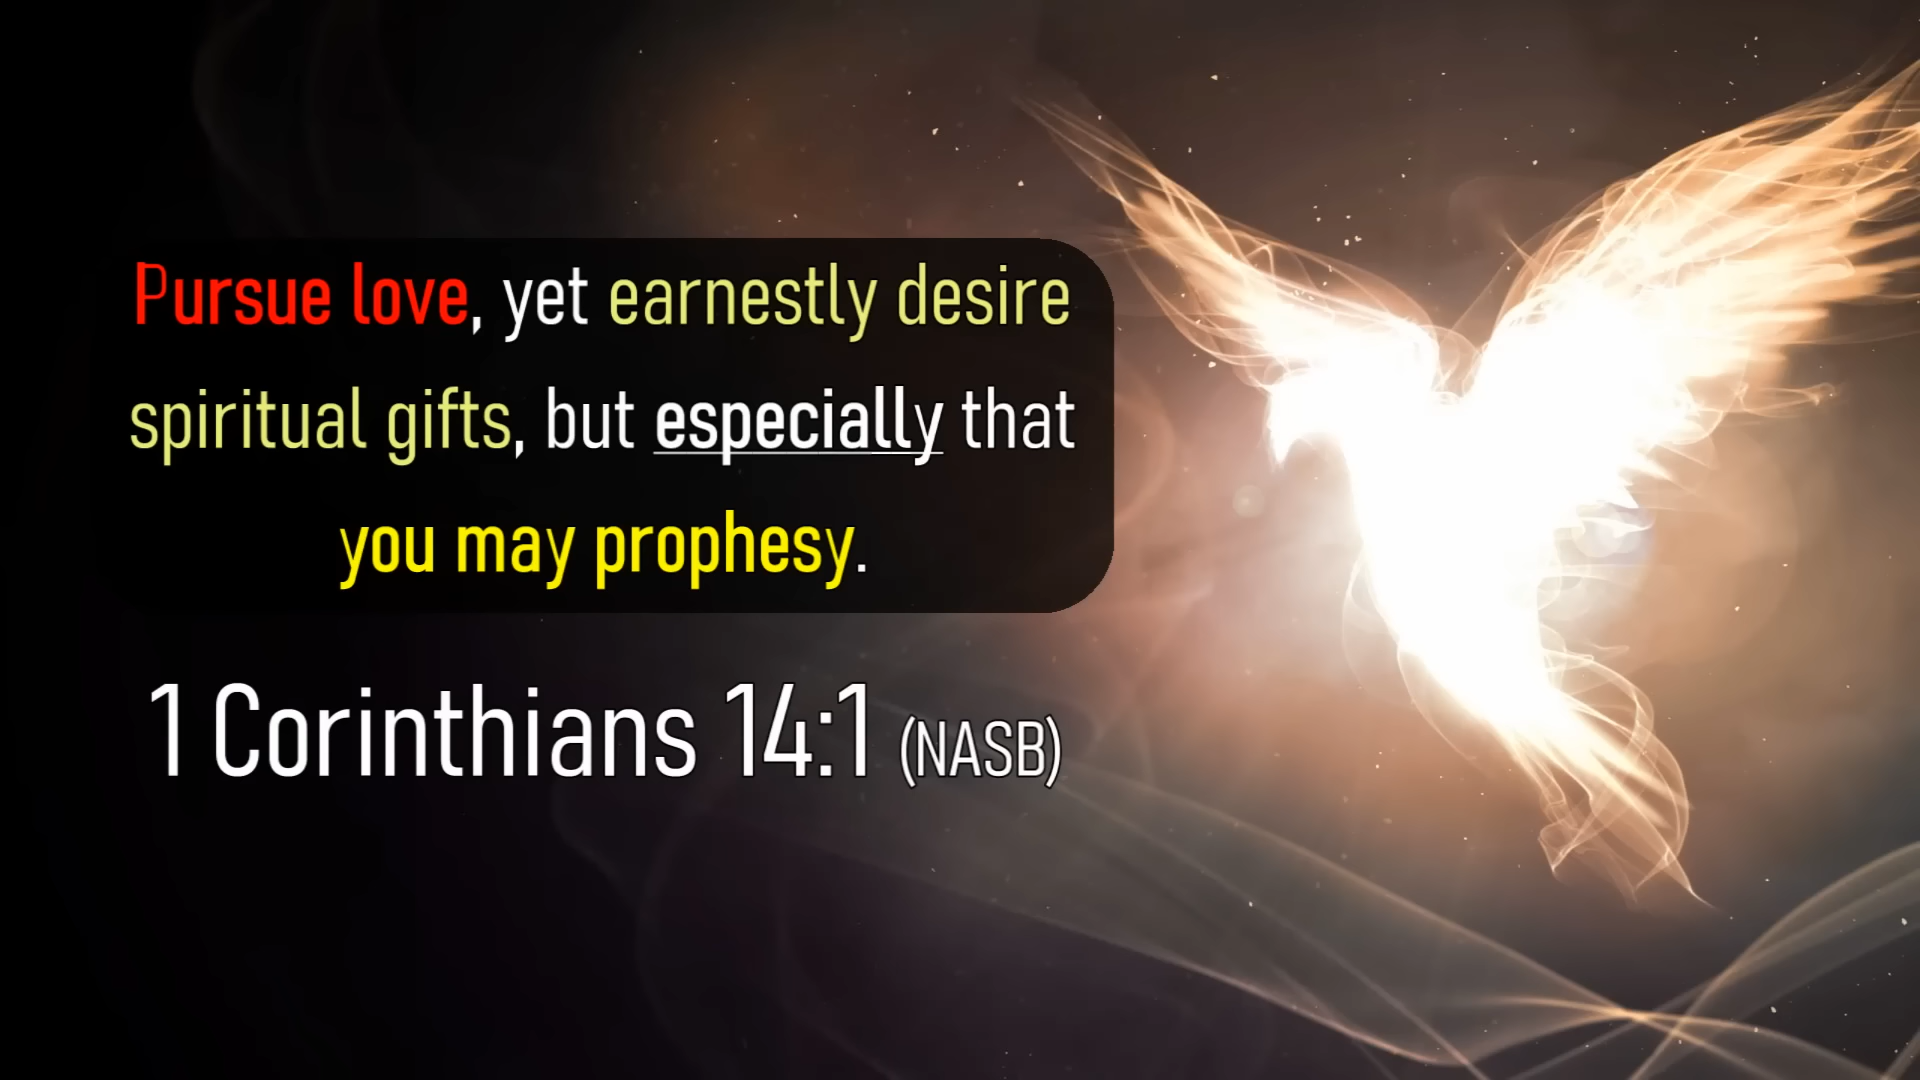 Pursue love, yet earnestly desire
spiritual gifts, but especially that
you may prophesy.
1 Corinthians 14:1 (NASB)